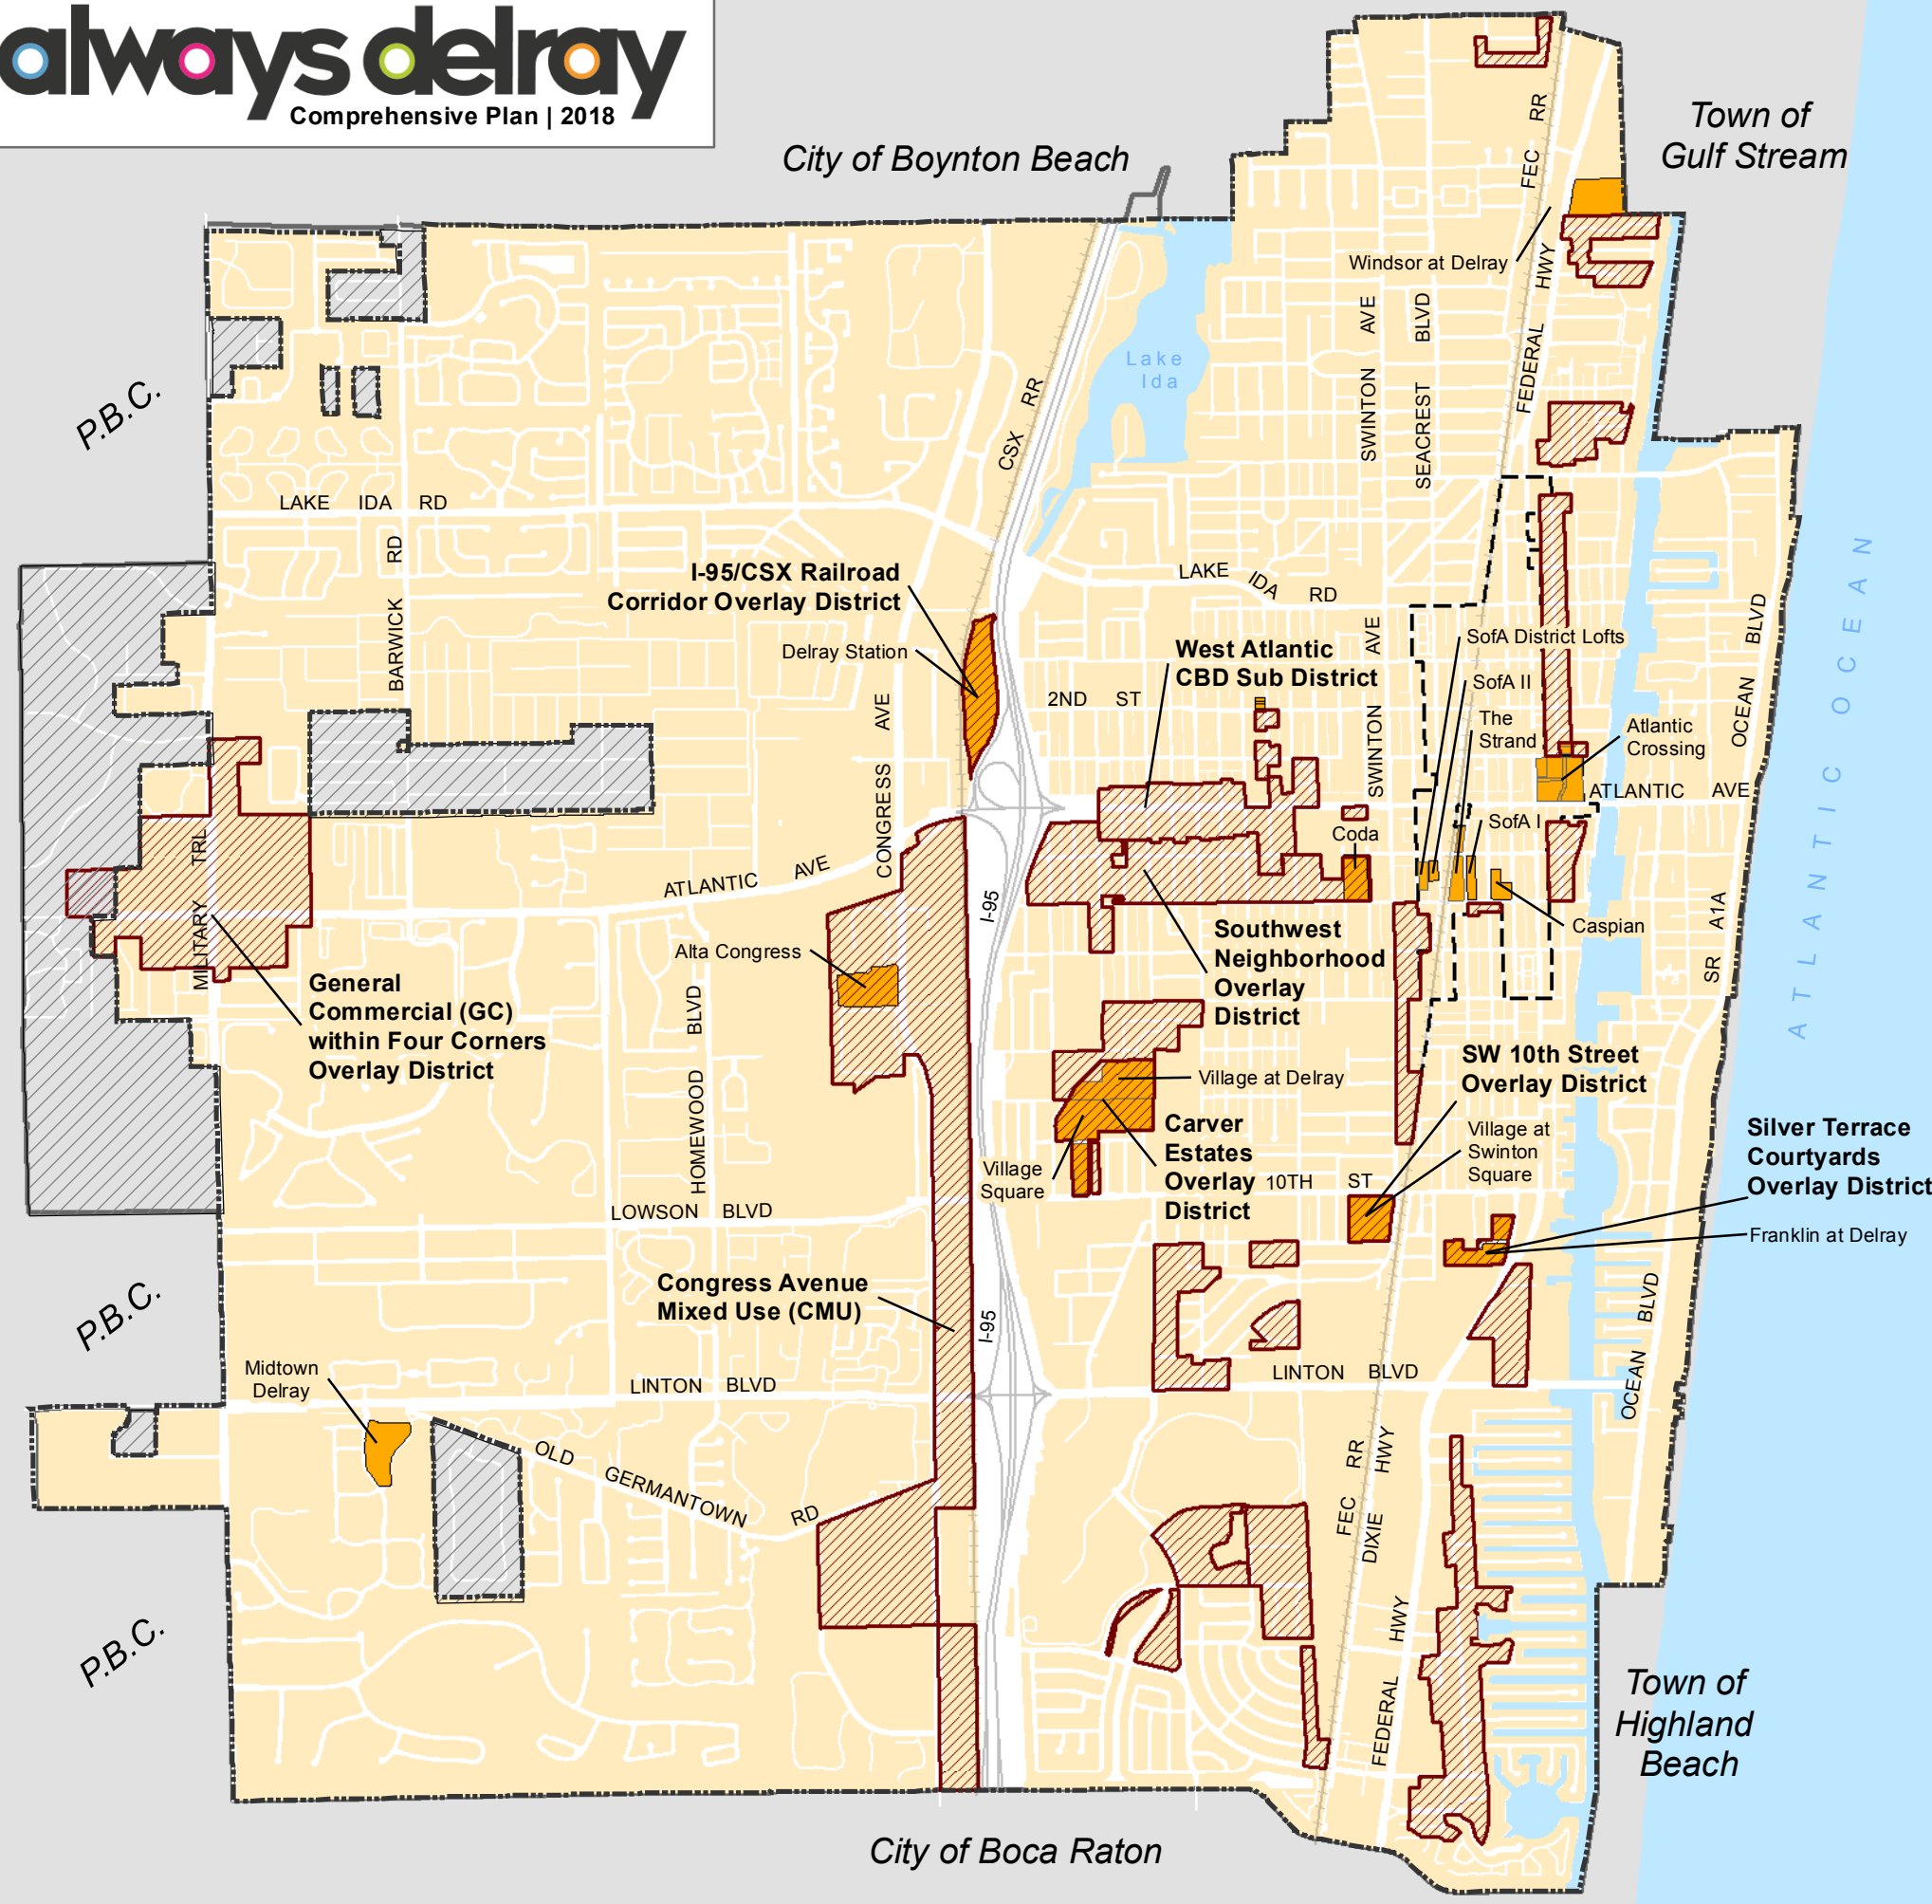 always delray
Comprehensive Plan | 2018
City of Boynton Beach
Town of
Gulf Stream
FEC RR
Windsor at Delray
FEDERAL HWY
SWINTON AVE
SEACREST BLVD
Lake
Ida
P.B.C.
CSX RR
LAKE IDA RD
BARWICK RD
I-95/CSX Railroad
Corridor Overlay District
Delray Station
LAKE IDA RD
West Atlantic
CBD Sub District
2ND ST
SWINTON AVE
SofA District Lofts
SofA II
The
Strand
Atlantic
Crossing
OCEAN BLVD
ATLANTIC OCEAN
ATLANTIC AVE
SofA I
Coda
CONGRESS AVE
ATLANTIC AVE
MILITARY TRL
I-95
SR A1A
Caspian
Alta Congress
Southwest
Neighborhood
Overlay
District
General
Commercial (GC)
within Four Corners
Overlay District
HOMEWOOD BLVD
SW 10th Street
Overlay District
Village at Delray
Carver
Estates
Overlay
District
Village
Square
10TH ST
Village at
Swinton
Square
Silver Terrace
Courtyards
Overlay District
Franklin at Delray
LOWSON BLVD
Congress Avenue
Mixed Use (CMU)
I-95
P.B.C.
OCEAN BLVD
Midtown
Delray
LINTON BLVD
LINTON BLVD
OLD GERMANTOWN RD
FEC RR
DIXIE HWY
FEDERAL HWY
P.B.C.
Town of
Highland
Beach
City of Boca Raton